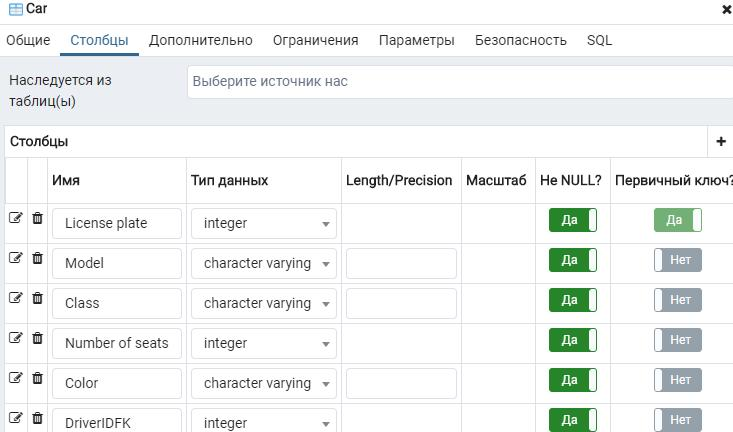 Car
Общие Столбцы Дополнительно Ограничения Параметры Безопасность SQL
Наследуется из Выберите источник нас
таблиц(ы)
Столбцы
Имя Тип данных Length/Precision Масштаб Не NULL? Первичный ключ?
License plate integer Да Да
Model character varying Да Нет
Class character varying Да Нет
Number of seats integer Да Нет
Color character varying Да Нет
DriverIDFK integer Да Нет